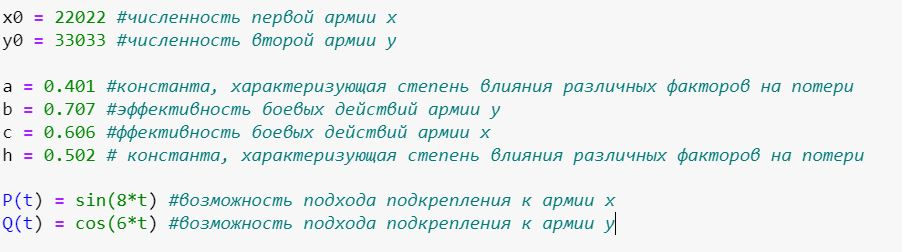 x0 = 22022 #численность первой армии x
y0 = 33033 #численность второй армии y
a = 0.401 #константа, характеризующая степень влияния различных факторов на потери
b = 0.707 #эффективность боевых действий армии y
c = 0.606 #ффективность боевых действий армии x
h = 0.502 # константа, характеризующая степень влияния различных факторов на потери
P(t) = sin(8*t) #возможность подхода подкрепления к армии x
Q(t) = cos(6*t) #возможность подхода подкрепления к армии y